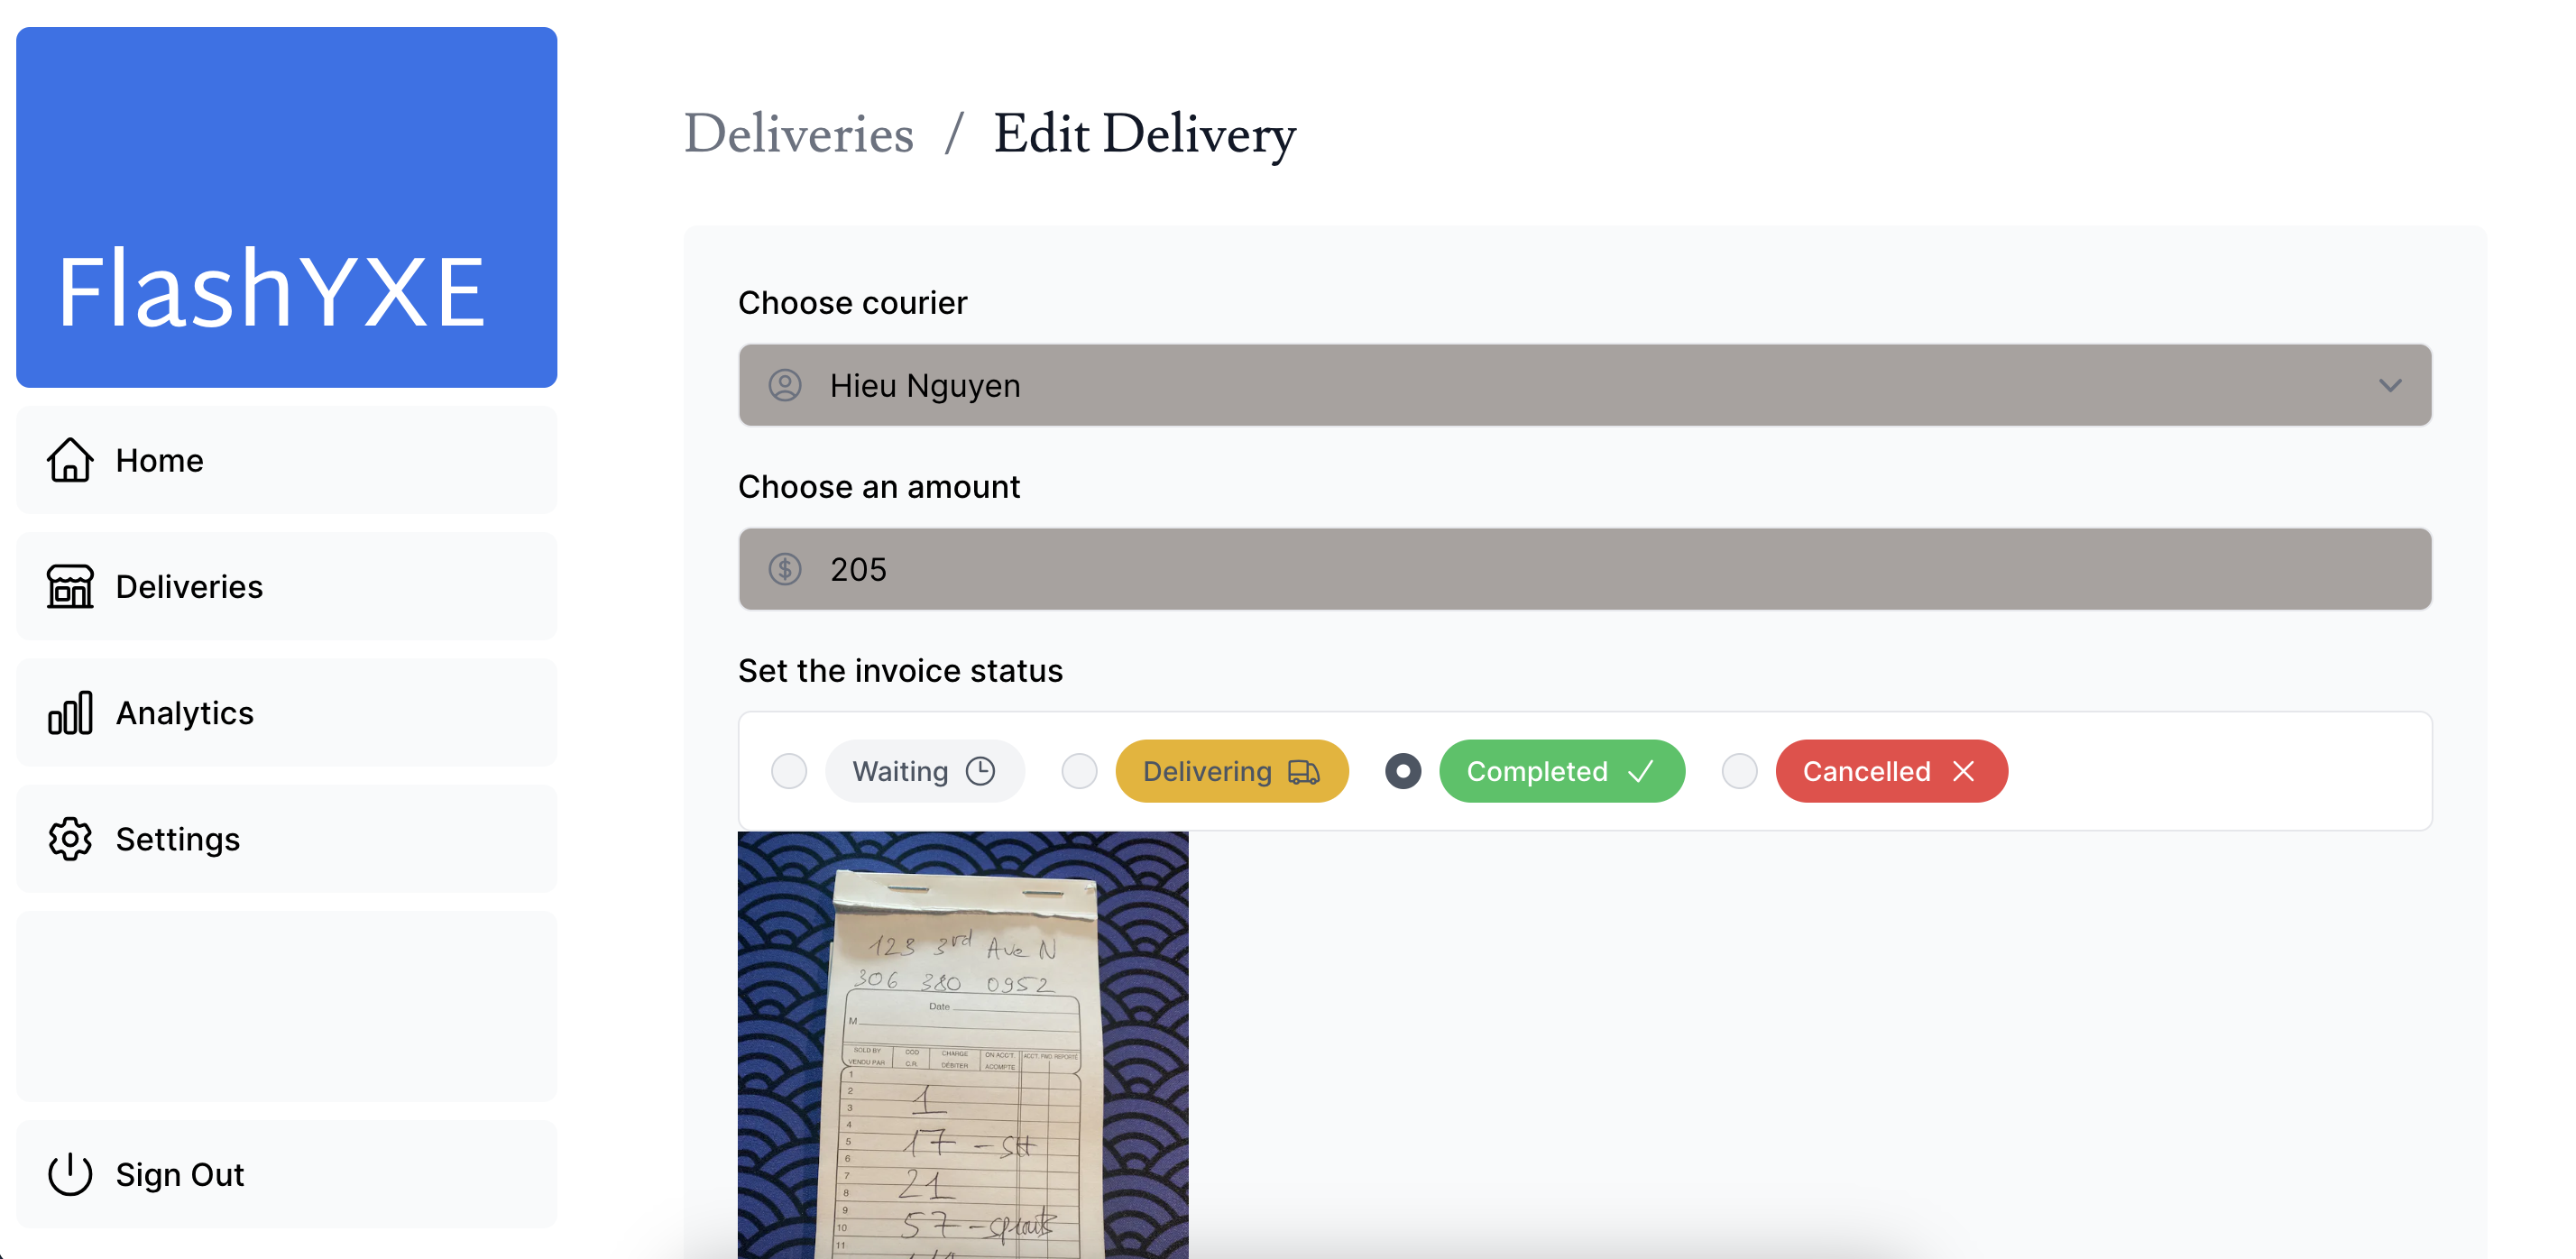 FlashYXE
Home
Deliveries
Analytics
Settings
Sign Out
Deliveries / Edit Delivery
Choose courier
Hieu Nguyen
Choose an amount
205
Set the invoice status
Waiting
Delivering
Completed
Cancelled
123 3rd Ave N
306 380 0952
Date
M
SOLD BY COD CHARGE ON ACC'T. ACC'T. FWD. REPORTÉ
VENDU PAR C.R. DÉBITER ACOMPTE
1
2 1
3
4
5 17 - SH
6
7 21
8
9
10 57 - sprouts
11